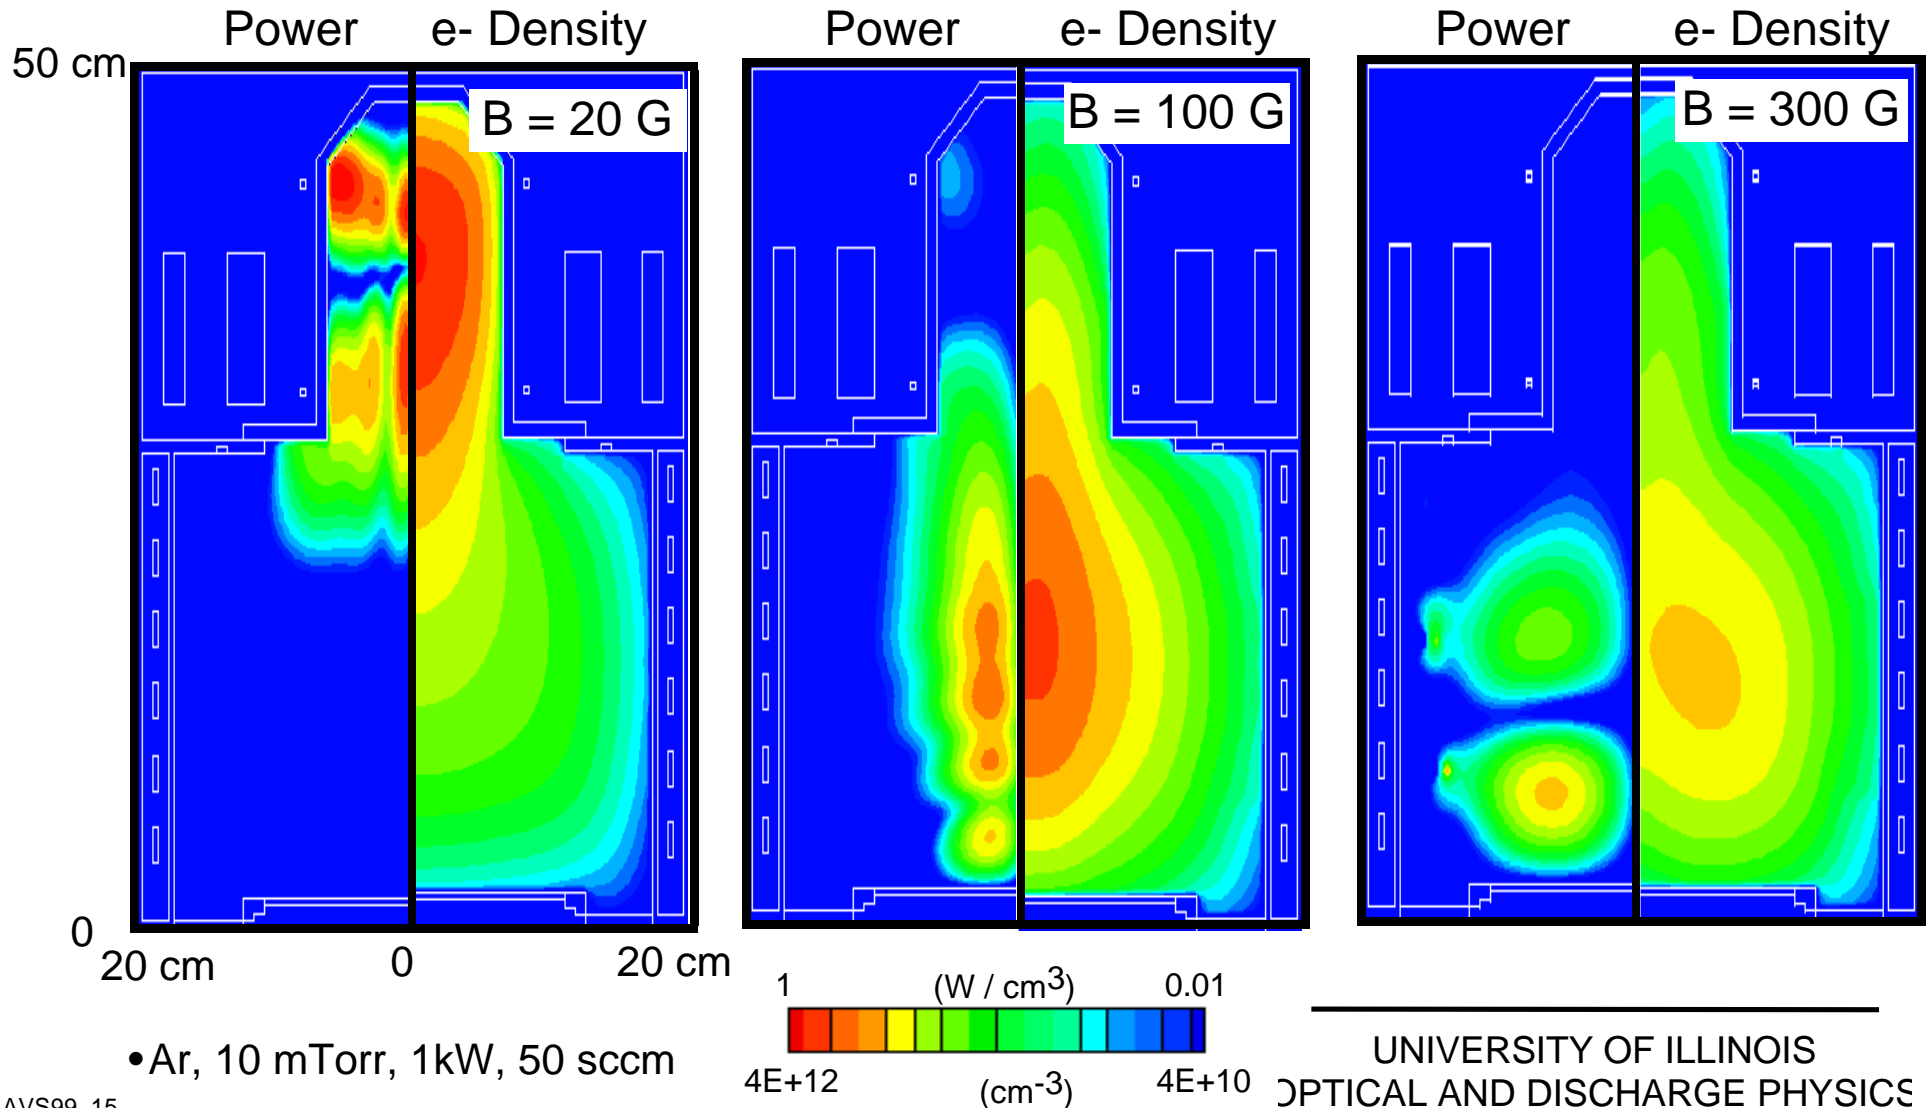 Power e- Density Power e- Density Power e- Density
50 cm
B = 20 G
B = 100 G
B = 300 G
0
20 cm 0 20 cm
1 (W / cm3) 0.01
4E+12 (cm-3) 4E+10
•Ar, 10 mTorr, 1kW, 50 sccm
UNIVERSITY OF ILLINOIS
OPTICAL AND DISCHARGE PHYSICS
AVS99_15